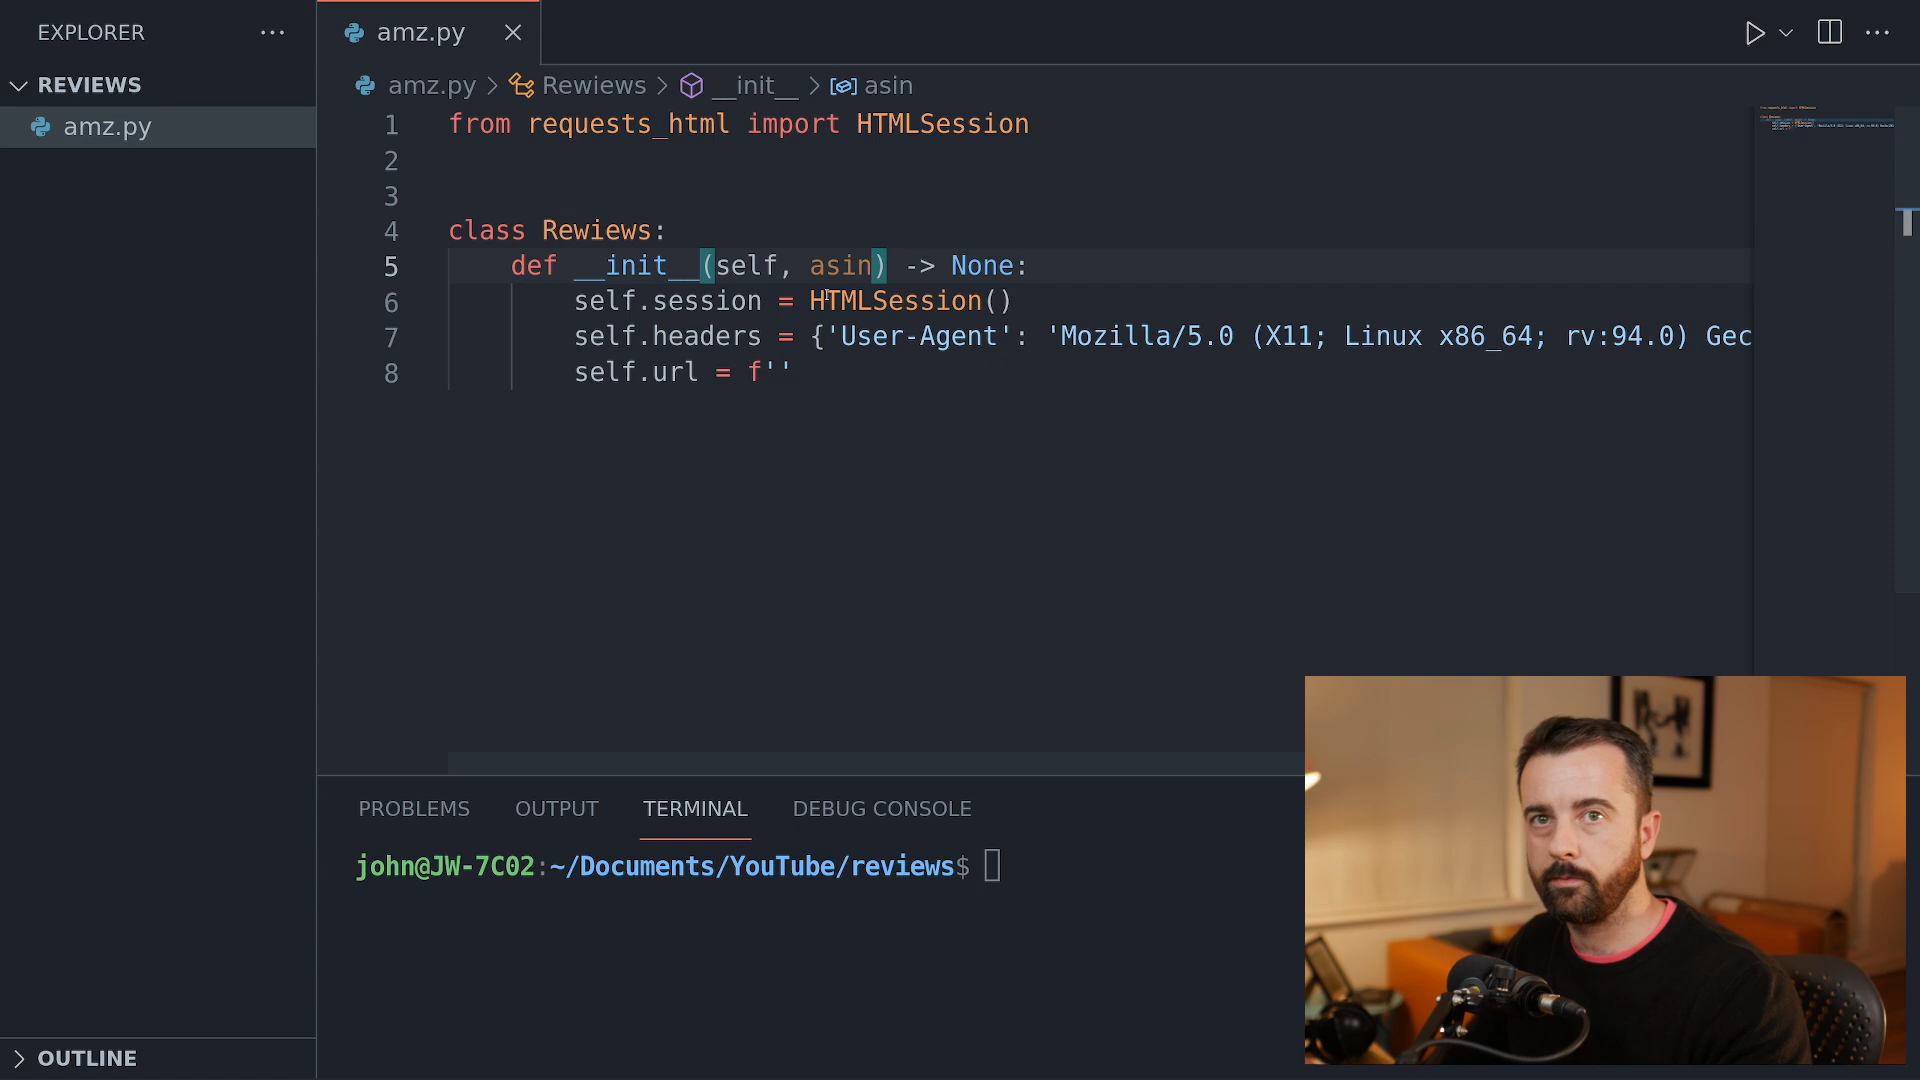 EXPLORER
amz.py
REVIEWS
amz.py
amz.py > Rewiews > __init__ > asin
1 from requests_html import HTMLSession
2
3
4 class Rewiews:
5     def __init__(self, asin) -> None:
6         self.session = HTMLSession()
7         self.headers = {'User-Agent': 'Mozilla/5.0 (X11; Linux x86_64; rv:94.0) Gec
8         self.url = f''
PROBLEMS OUTPUT TERMINAL DEBUG CONSOLE
john@JW-7C02:~/Documents/YouTube/reviews$
OUTLINE